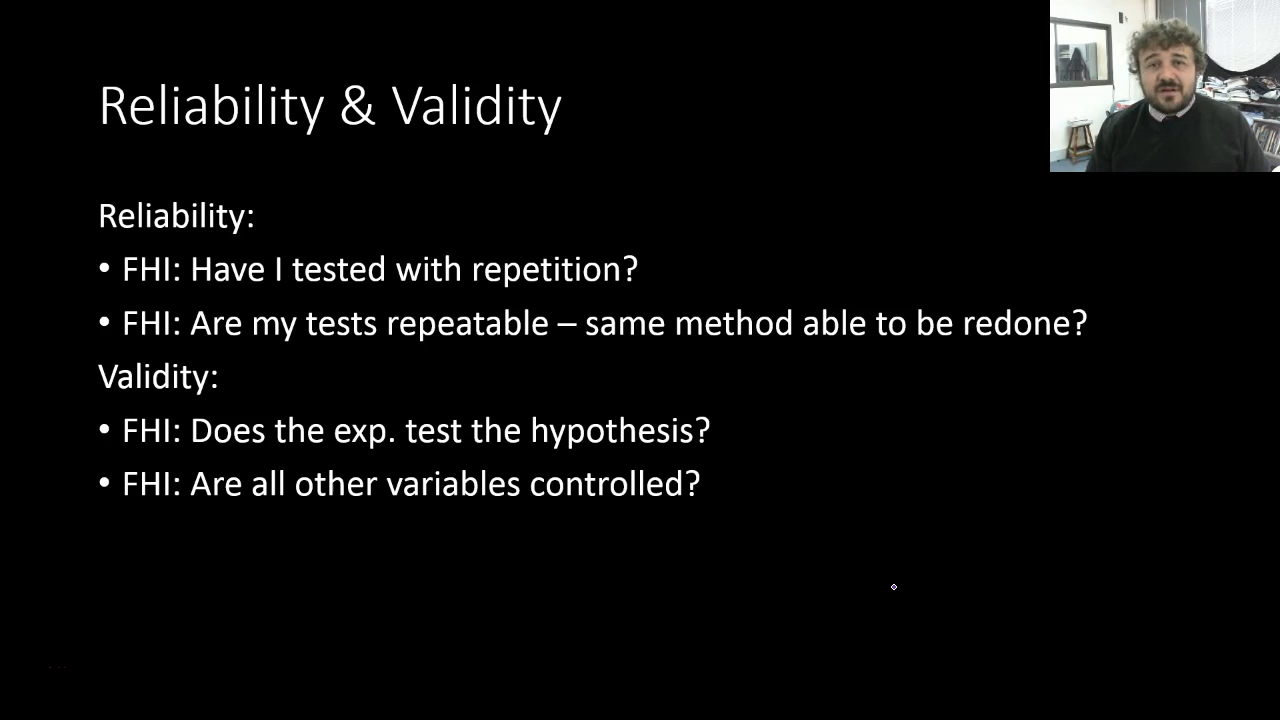 Reliability & Validity
Reliability:
• FHI: Have I tested with repetition?
• FHI: Are my tests repeatable – same method able to be redone?
Validity:
• FHI: Does the exp. test the hypothesis?
• FHI: Are all other variables controlled?